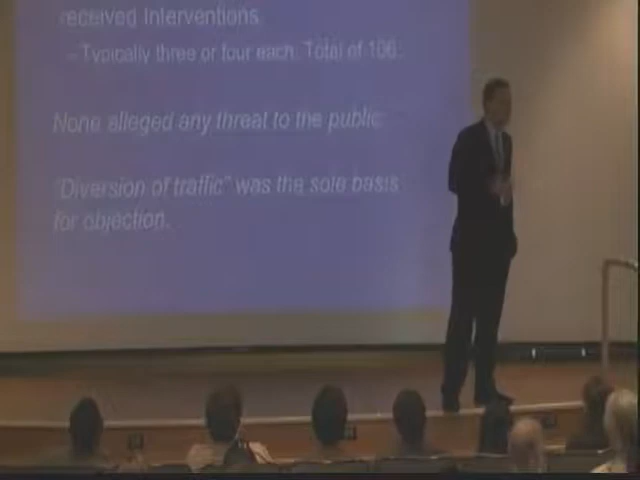 received Interventions
– Typically three or four each. Total of 106.
None alleged any threat to the public.
"Diversion of traffic" was the sole basis
for objection.